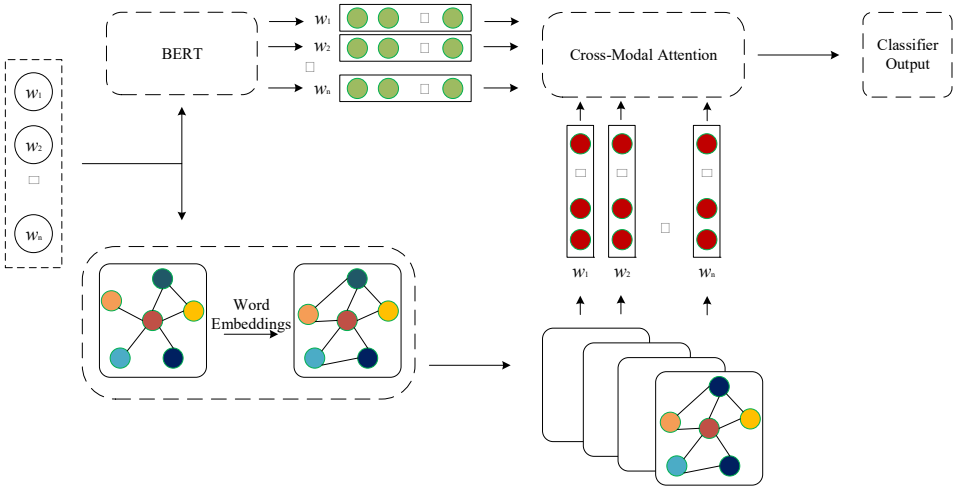 w1
w2
wn
BERT
w1
w2
wn
Cross-Modal Attention
Classifier
Output
Word
Embeddings
w1
w2
wn